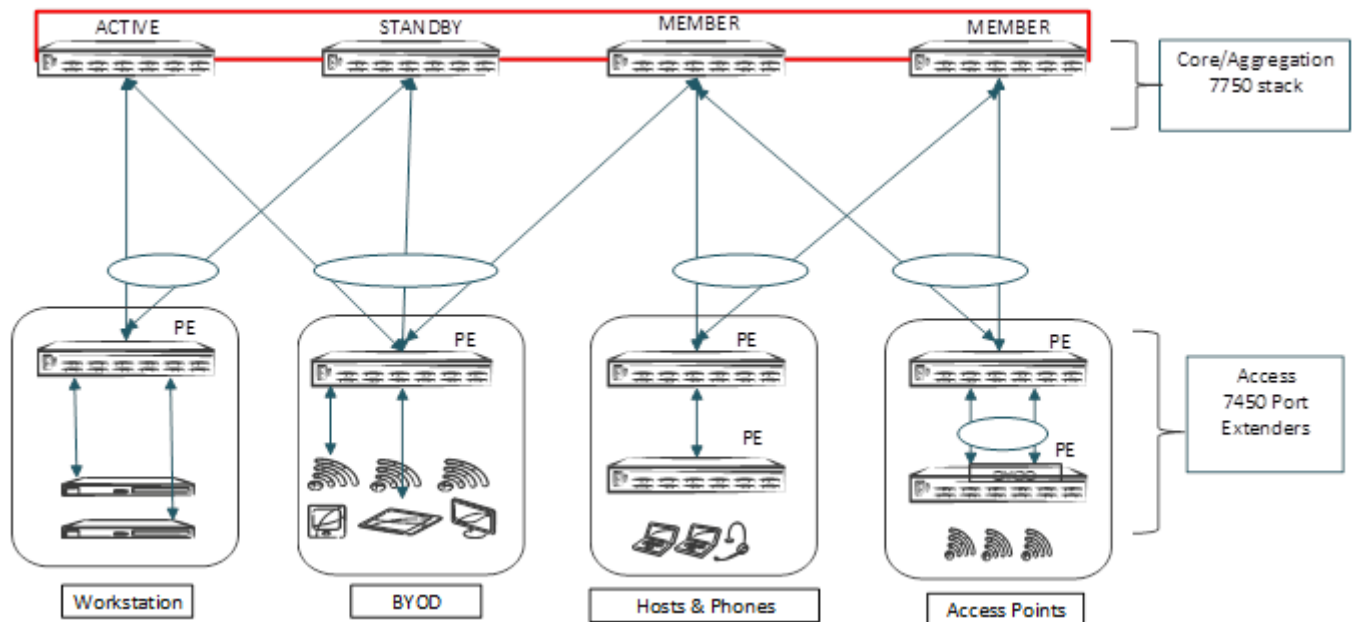 ACTIVE
STANDBY
MEMBER
MEMBER
Core/Aggregation
7750 stack
PE
PE
PE
PE
Access
7450 Port
Extenders
PE
PE
Workstation
BYOD
Hosts & Phones
Access Points